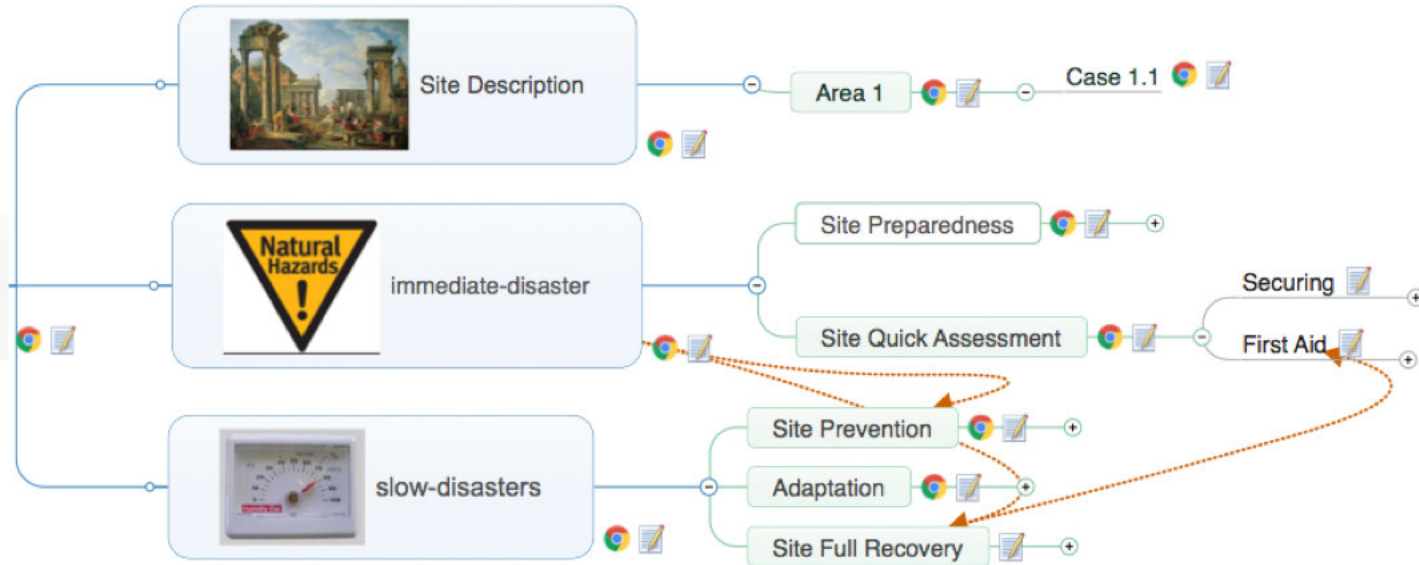 Site Description
Area 1
Case 1.1
Natural
Hazards
!
immediate-disaster
Site Preparedness
Site Quick Assessment
Securing
First Aid
slow-disasters
Site Prevention
Adaptation
Site Full Recovery